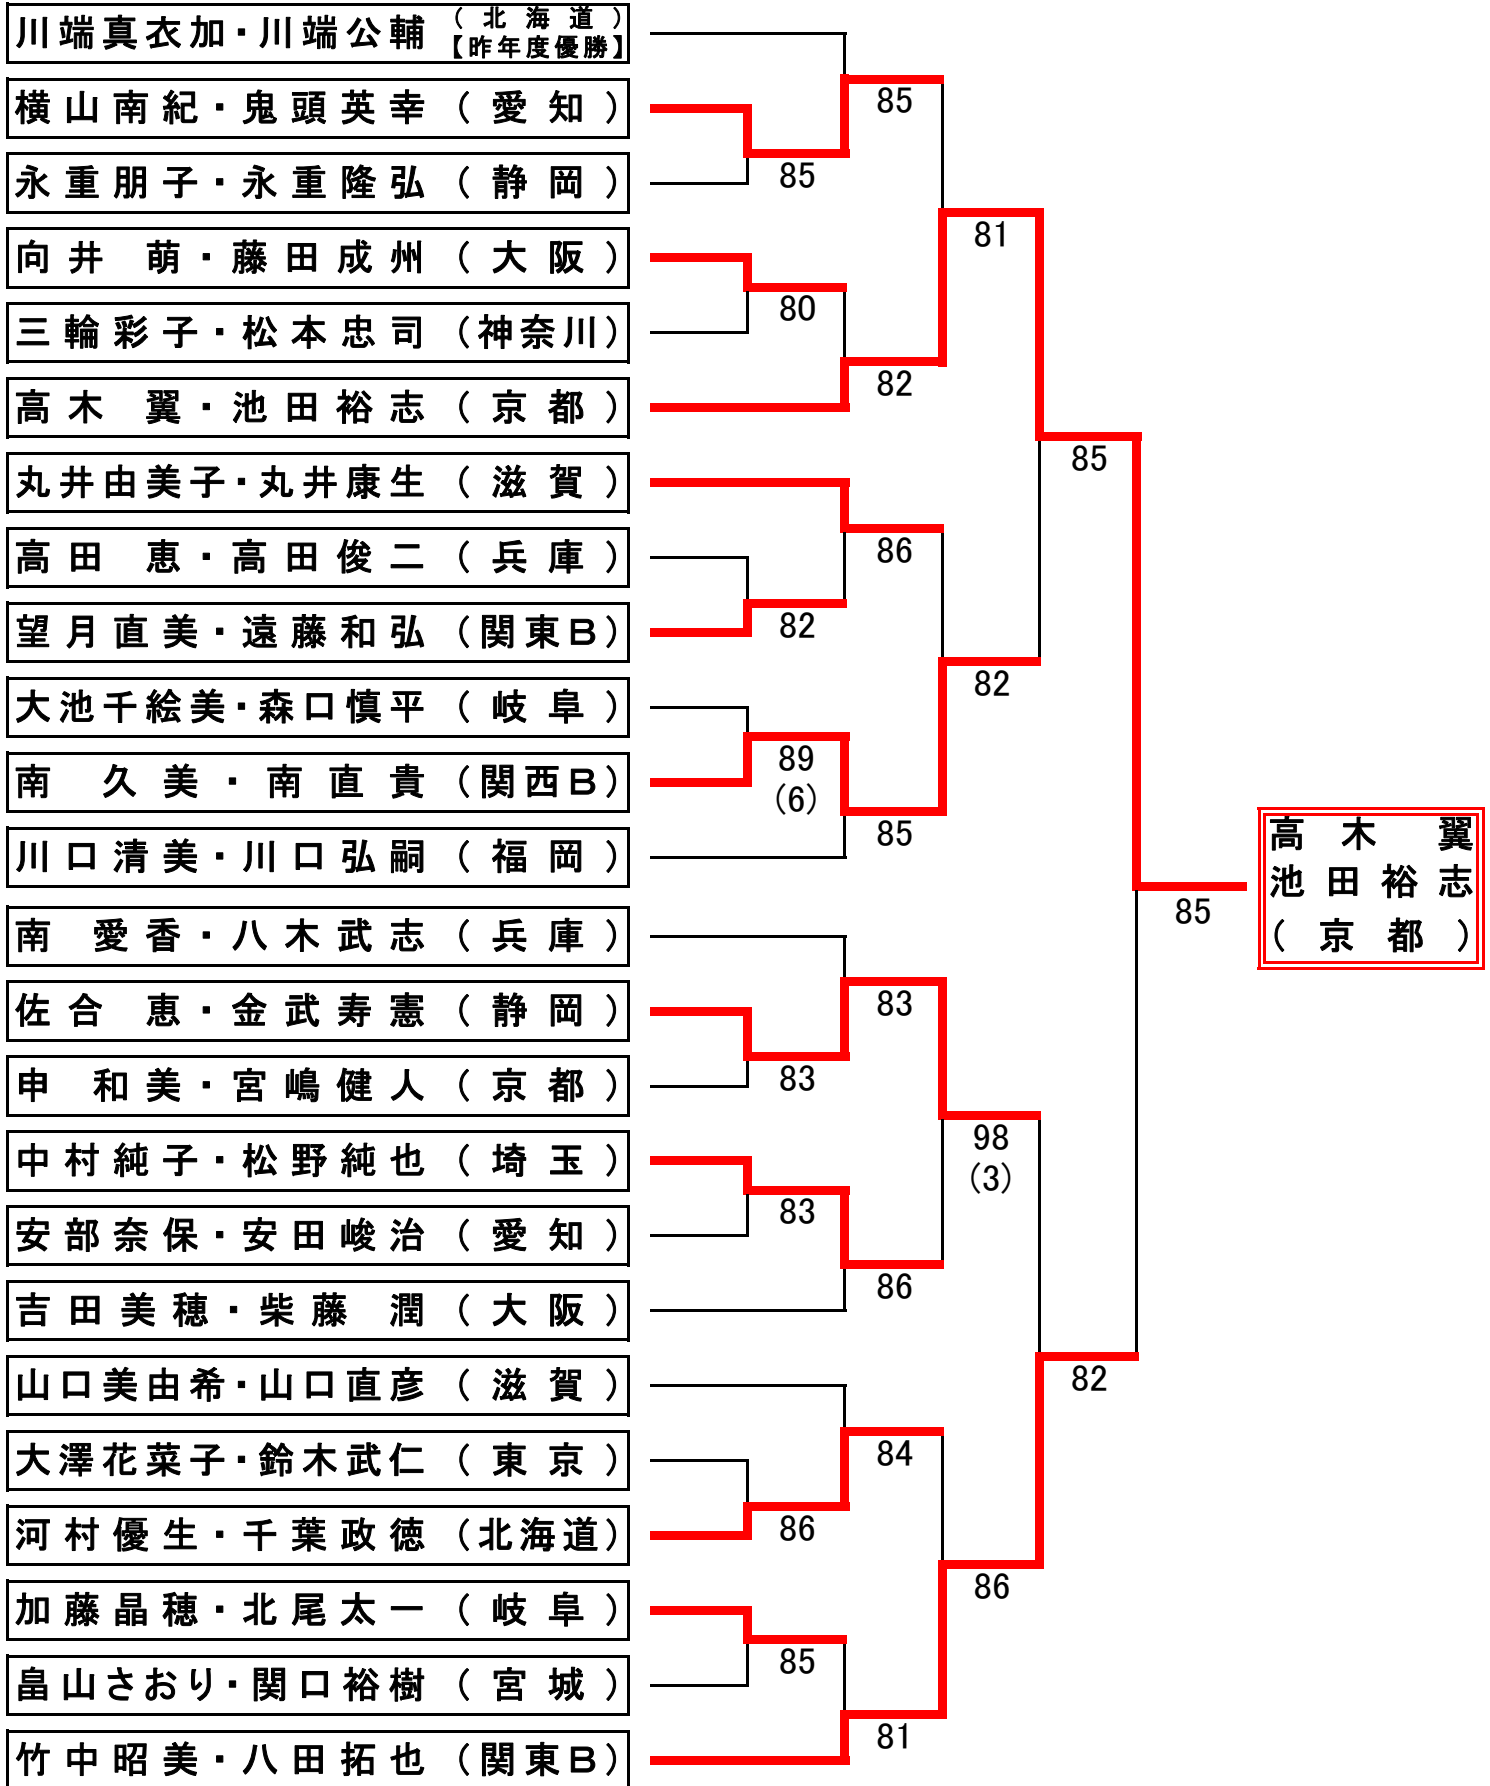 川端真衣加・川端公輔 （北海道）【昨年度優勝】
横山南紀・鬼頭英幸（愛知）
永重朋子・永重隆弘（静岡）
向井　萌・藤田成州（大阪）
三輪彩子・松本忠司（神奈川）
高木　翼・池田裕志（京都）
丸井由美子・丸井康生（滋賀）
高田　恵・高田俊二（兵庫）
望月直美・遠藤和弘（関東Ｂ）
大池千絵美・森口慎平（岐阜）
南　久美・南直貴（関西Ｂ）
川口清美・川口弘嗣（福岡）
南　愛香・八木武志（兵庫）
佐合　恵・金武寿憲（静岡）
申　和美・宮嶋健人（京都）
中村純子・松野純也（埼玉）
安部奈保・安田峻治（愛知）
吉田美穂・柴藤　潤（大阪）
山口美由希・山口直彦（滋賀）
大澤花菜子・鈴木武仁（東京）
河村優生・千葉政徳（北海道）
加藤晶穂・北尾太一（岐阜）
畠山さおり・関口裕樹（宮城）
竹中昭美・八田拓也（関東Ｂ）
85
80
82
89
(6)
83
83
86
85
85
82
86
85
83
86
84
81
81
82
98
(3)
86
85
82
85
高木　翼
池田裕志
（京都）